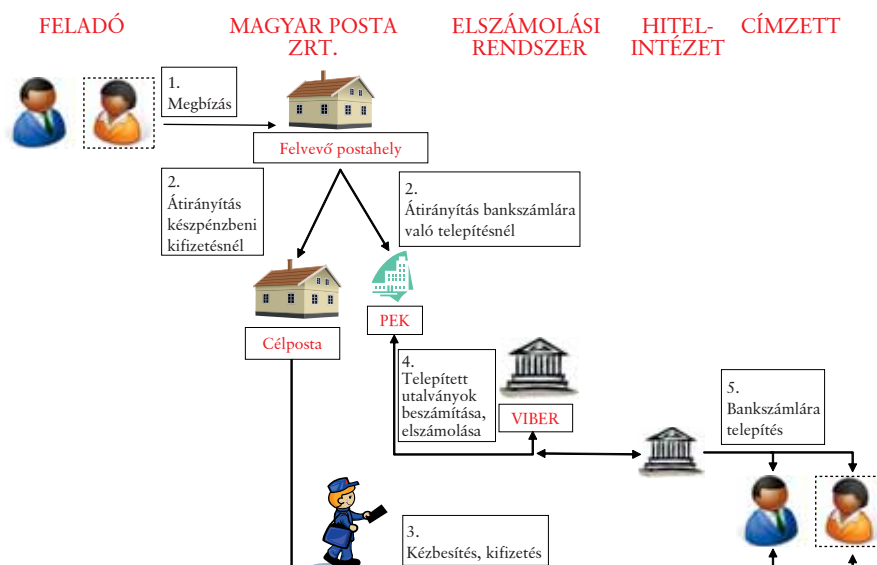 FELADÓ
MAGYAR POSTA
ZRT.
ELSZÁMOLÁSI
RENDSZER
HITEL-
INTÉZET
CÍMZETT
1.
Megbízás
Felvevő postahely
2.
Átirányítás
készpénzbeni
kifizetésnél
2.
Átirányítás bankszámlára
való telepítésnél
Célposta
PEK
4.
Telepített
utalványok
beszámítása,
elszámolása
VIBER
5.
Bankszámlára
telepítés
3.
Kézbesítés, kifizetés